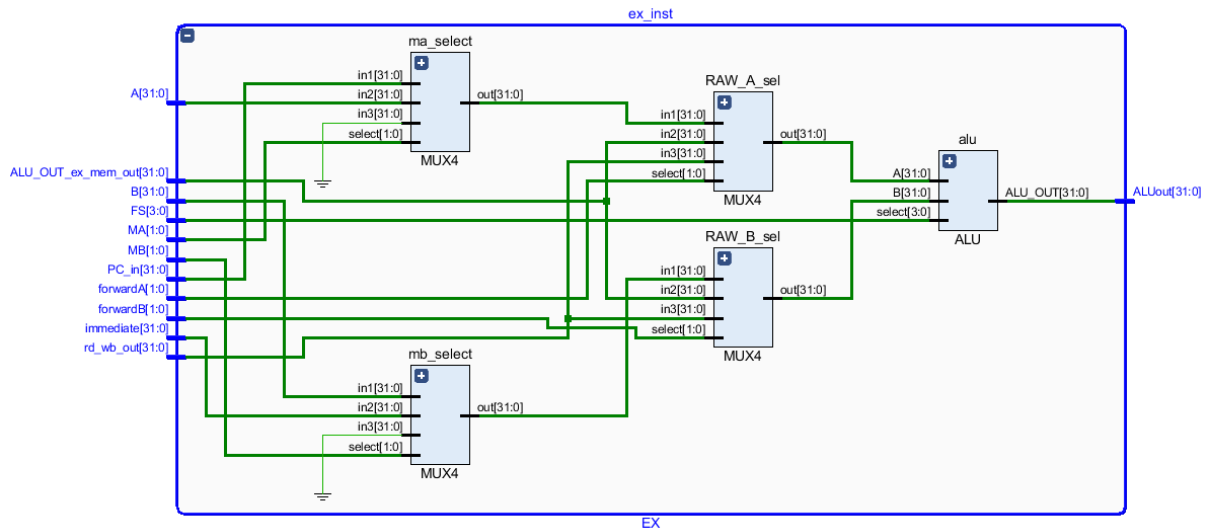 ex_inst
ma_select
in1[31:0]
in2[31:0]
in3[31:0]
select[1:0]
out[31:0]
MUX4
RAW_A_sel
in1[31:0]
in2[31:0]
in3[31:0]
select[1:0]
out[31:0]
MUX4
alu
A[31:0]
B[31:0]
select[3:0]
ALU_OUT[31:0]
ALU
ALUout[31:0]
A[31:0]
ALU_OUT_ex_mem_out[31:0]
B[31:0]
FS[3:0]
MA[1:0]
MB[1:0]
PC_in[31:0]
forwardA[1:0]
forwardB[1:0]
immediate[31:0]
rd_wb_out[31:0]
RAW_B_sel
in1[31:0]
in2[31:0]
in3[31:0]
select[1:0]
out[31:0]
MUX4
mb_select
in1[31:0]
in2[31:0]
in3[31:0]
select[1:0]
out[31:0]
MUX4
EX